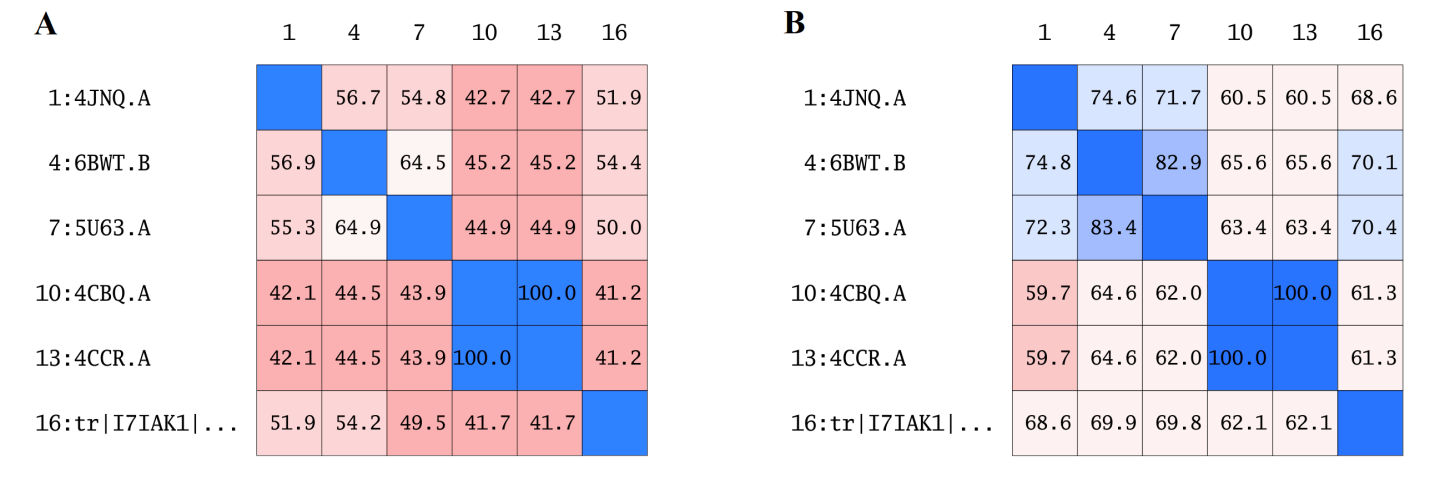 A
1 4 7 10 13 16
1:4JNQ.A 56.7 54.8 42.7 42.7 51.9
4:6BWT.B 56.9 64.5 45.2 45.2 54.4
7:5U63.A 55.3 64.9 44.9 44.9 50.0
10:4CBQ.A 42.1 44.5 43.9 100.0 41.2
13:4CCR.A 42.1 44.5 43.9 100.0 41.2
16:tr|I7IAK1|... 51.9 54.2 49.5 41.7 41.7
B
1 4 7 10 13 16
1:4JNQ.A 74.6 71.7 60.5 60.5 68.6
4:6BWT.B 74.8 82.9 65.6 65.6 70.1
7:5U63.A 72.3 83.4 63.4 63.4 70.4
10:4CBQ.A 59.7 64.6 62.0 100.0 61.3
13:4CCR.A 59.7 64.6 62.0 100.0 61.3
16:tr|I7IAK1|... 68.6 69.9 69.8 62.1 62.1